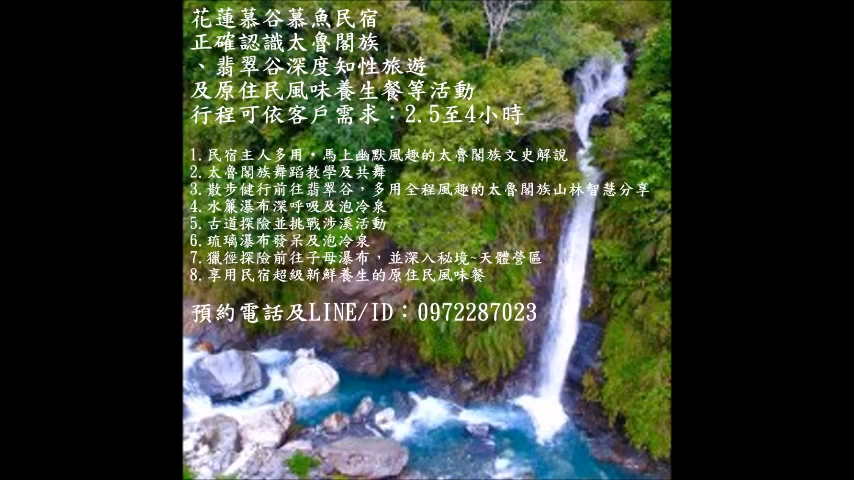 花蓮慕谷慕魚民宿
正確認識太魯閣族
、翡翠谷深度知性旅遊
及原住民風味養生餐等活動
行程可依客戶需求：2.5至4小時
1.民宿主人多用，馬上幽默風趣的太魯閣族文史解說
2.太魯閣族舞蹈教學及共舞
3.散步健行前往翡翠谷，多用全程風趣的太魯閣族山林智慧分享
4.水簾瀑布深呼吸及泡冷泉
5.古道探險並挑戰涉溪活動
6.琉璃瀑布發呆及泡冷泉
7.獵徑探險前往子母瀑布，並深入秘境~天體營區
8.享用民宿超級新鮮養生的原住民風味餐
預約電話及LINE/ID：0972287023